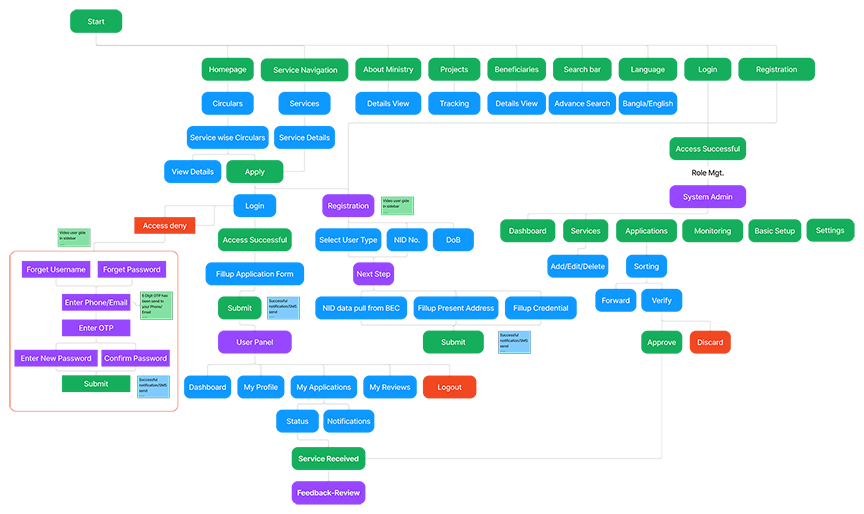 Start
Homepage
Service Navigation
About Ministry
Projects
Beneficiaries
Search bar
Language
Login
Registration
Circulars
Services
Details View
Tracking
Details View
Advance Search
Bangla/English
Service wise Circulars
Service Details
Access Successful
View Details
Apply
Role Mgt.
System Admin
Login
Registration
Video user gide
in sidebar
Access deny
Dashboard
Services
Applications
Monitoring
Basic Setup
Settings
Video user gide
in sidebar
Access Successful
Select User Type
NID No.
DoB
Forget Username
Forget Password
Fillup Application Form
Next Step
Add/Edit/Delete
Sorting
Enter Phone/Email
6 Digit OTP has
been send to
your Phone/
Email
Submit
Successful
notification/SMS
send
NID data pull from BEC
Fillup Present Address
Fillup Credential
Forward
Verify
Enter OTP
User Panel
Submit
Successful
notification/SMS
send
Approve
Discard
Enter New Password
Confirm Password
Submit
Successful
notification/SMS
send
Dashboard
My Profile
My Applications
My Reviews
Logout
Status
Notifications
Service Received
Feedback-Review